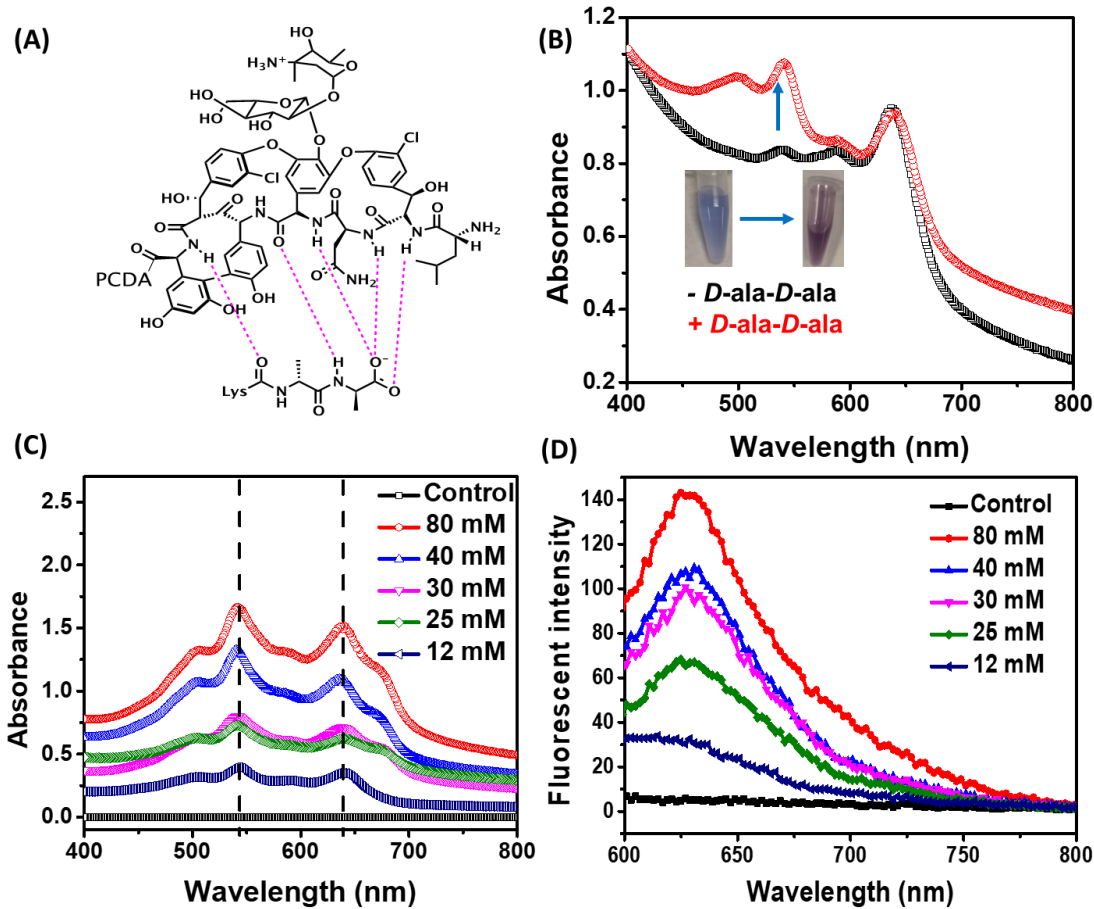 (A)
HO
H3N+
O
O
HO
HO
HO
O
O
O
O
O
Cl
Cl
HO
OH
O
O
H
N
O
N
H
O
H
N
O
N
H
O
NH2
N
H
O
N
H
O
NH2
PCDA
HO
OH
OH
O
Lys
N
H
O
H
N
O-
O
(B)
1.2
1.0
0.8
0.6
0.4
0.2
Absorbance
- D-ala-D-ala
+ D-ala-D-ala
400 500 600 700 800
Wavelength (nm)
(C)
2.5
2.0
1.5
1.0
0.5
0.0
Absorbance
Control
80 mM
40 mM
30 mM
25 mM
12 mM
400 500 600 700 800
Wavelength (nm)
(D)
140
120
100
80
60
40
20
0
Fluorescent intensity
Control
80 mM
40 mM
30 mM
25 mM
12 mM
600 650 700 750 800
Wavelength (nm)